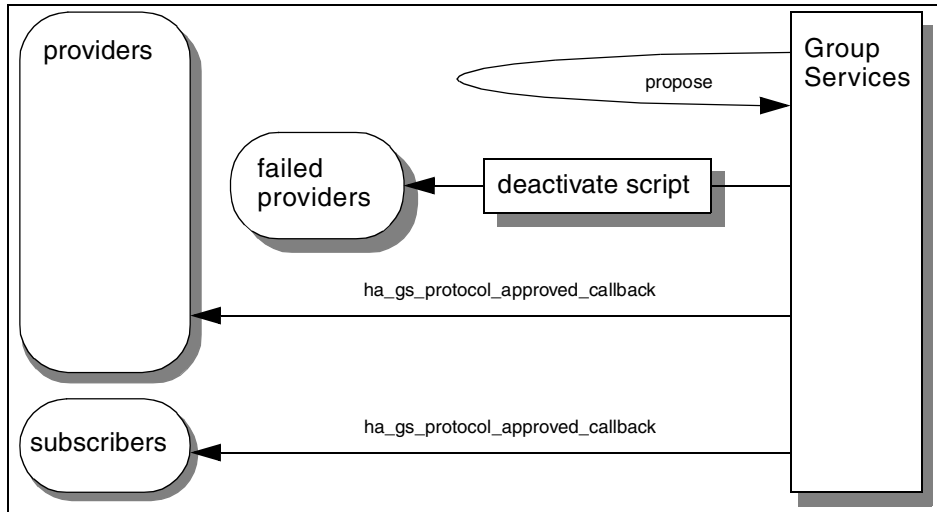 providers
Group
Services
propose
failed
providers
deactivate script
ha_gs_protocol_approved_callback
ha_gs_protocol_approved_callback
subscribers